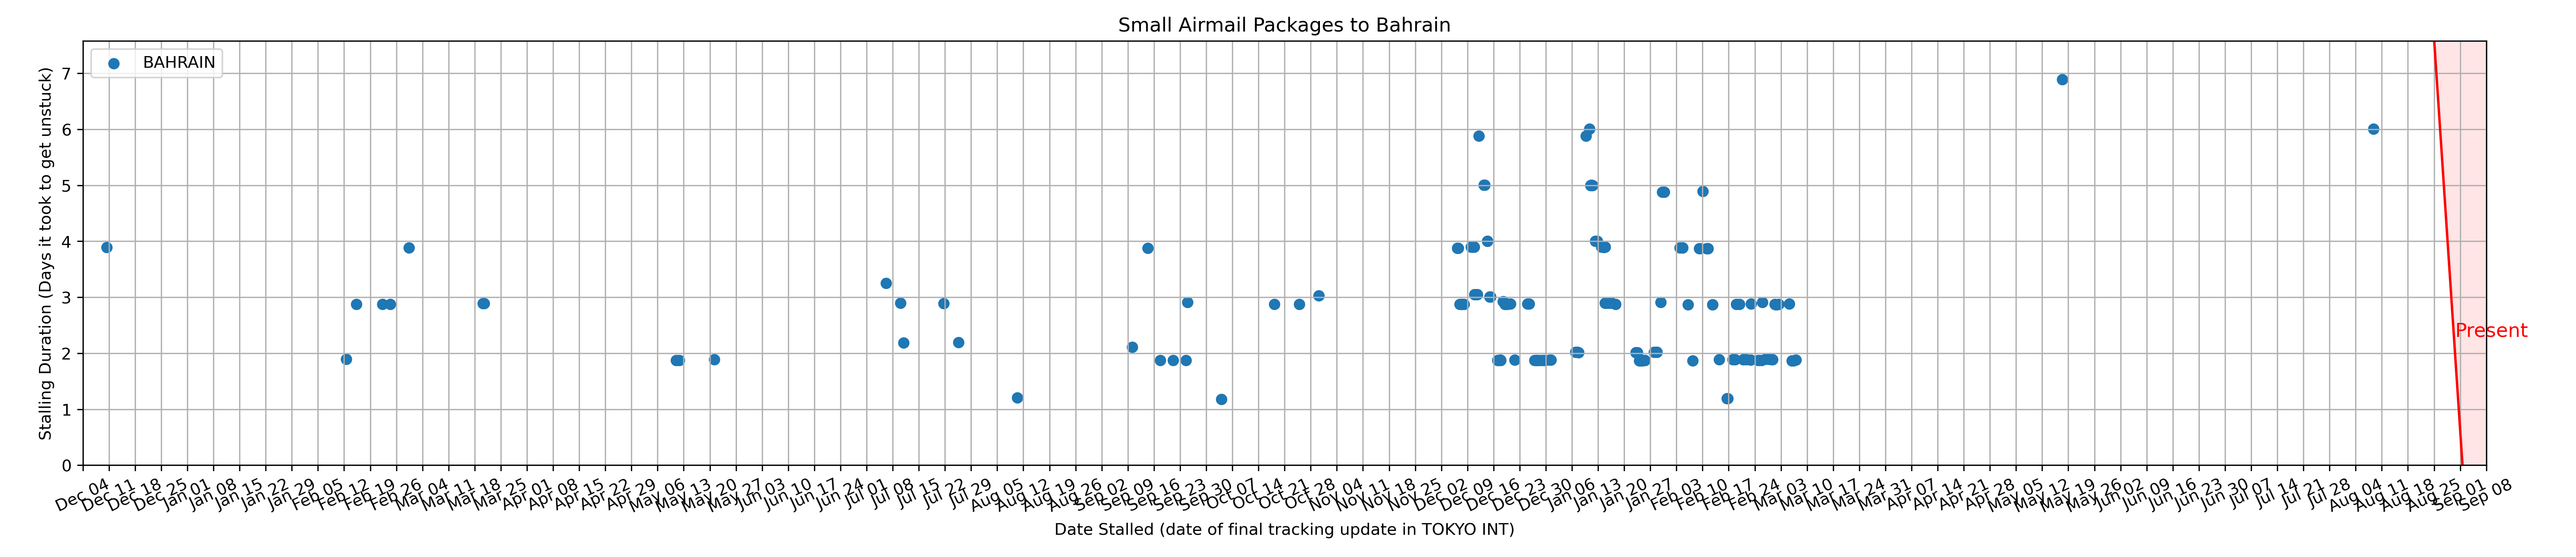 Small Airmail Packages to Bahrain
BAHRAIN
Stalling Duration (Days it took to get unstuck)
7
6
5
4
3
2
1
0
Present
Dec 04 Dec 11 Dec 18 Dec 25 Jan 01 Jan 08 Jan 15 Jan 22 Jan 29 Feb 05 Feb 12 Feb 19 Feb 26 Mar 04 Mar 11 Mar 18 Mar 25 Apr 01 Apr 08 Apr 15 Apr 22 Apr 29 May 06 May 13 May 20 May 27 Jun 03 Jun 10 Jun 17 Jun 24 Jul 01 Jul 08 Jul 15 Jul 22 Jul 29 Aug 05 Aug 12 Aug 19 Aug 26 Sep 02 Sep 09 Sep 16 Sep 23 Sep 30 Oct 07 Oct 14 Oct 21 Oct 28 Nov 04 Nov 11 Nov 18 Nov 25 Dec 02 Dec 09 Dec 16 Dec 23 Dec 30 Jan 06 Jan 13 Jan 20 Jan 27 Feb 03 Feb 10 Feb 17 Feb 24 Mar 03 Mar 10 Mar 17 Mar 24 Mar 31 Apr 07 Apr 14 Apr 21 Apr 28 May 05 May 12 May 19 May 26 Jun 02 Jun 09 Jun 16 Jun 23 Jun 30 Jul 07 Jul 14 Jul 21 Jul 28 Aug 04 Aug 11 Aug 18 Aug 25 Sep 01 Sep 08
Date Stalled (date of final tracking update in TOKYO INT)